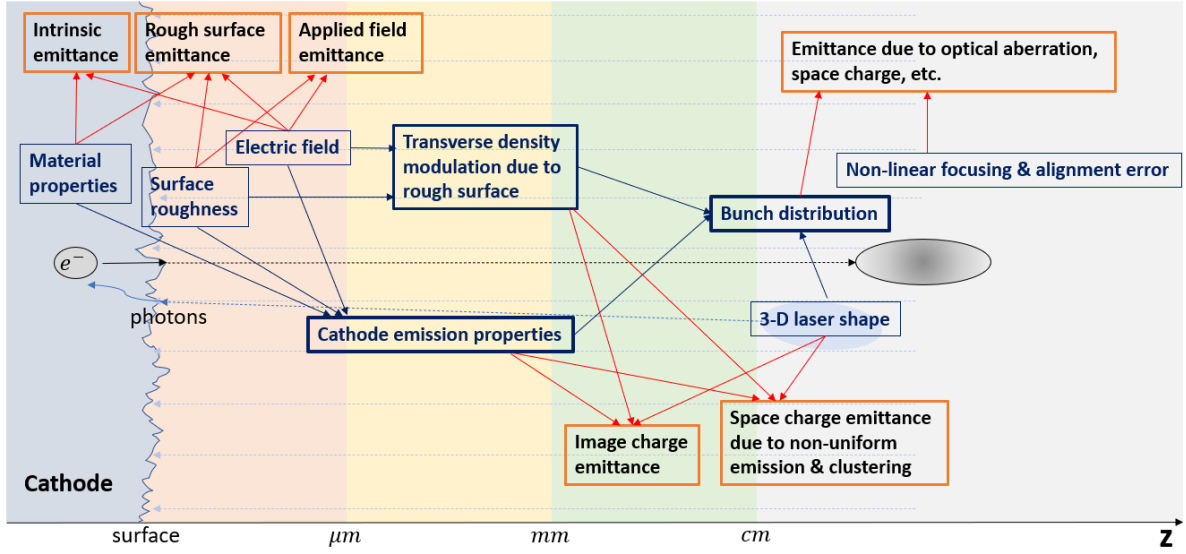 Intrinsic
emittance
Rough surface
emittance
Applied field
emittance
Emittance due to optical aberration,
space charge, etc.
Material
properties
Surface
roughness
Electric field
Transverse density
modulation due to
rough surface
Non-linear focusing & alignment error
Bunch distribution
e⁻
photons
Cathode emission properties
3-D laser shape
Image charge
emittance
Space charge emittance
due to non-uniform
emission & clustering
Cathode
surface
μm
mm
cm
z